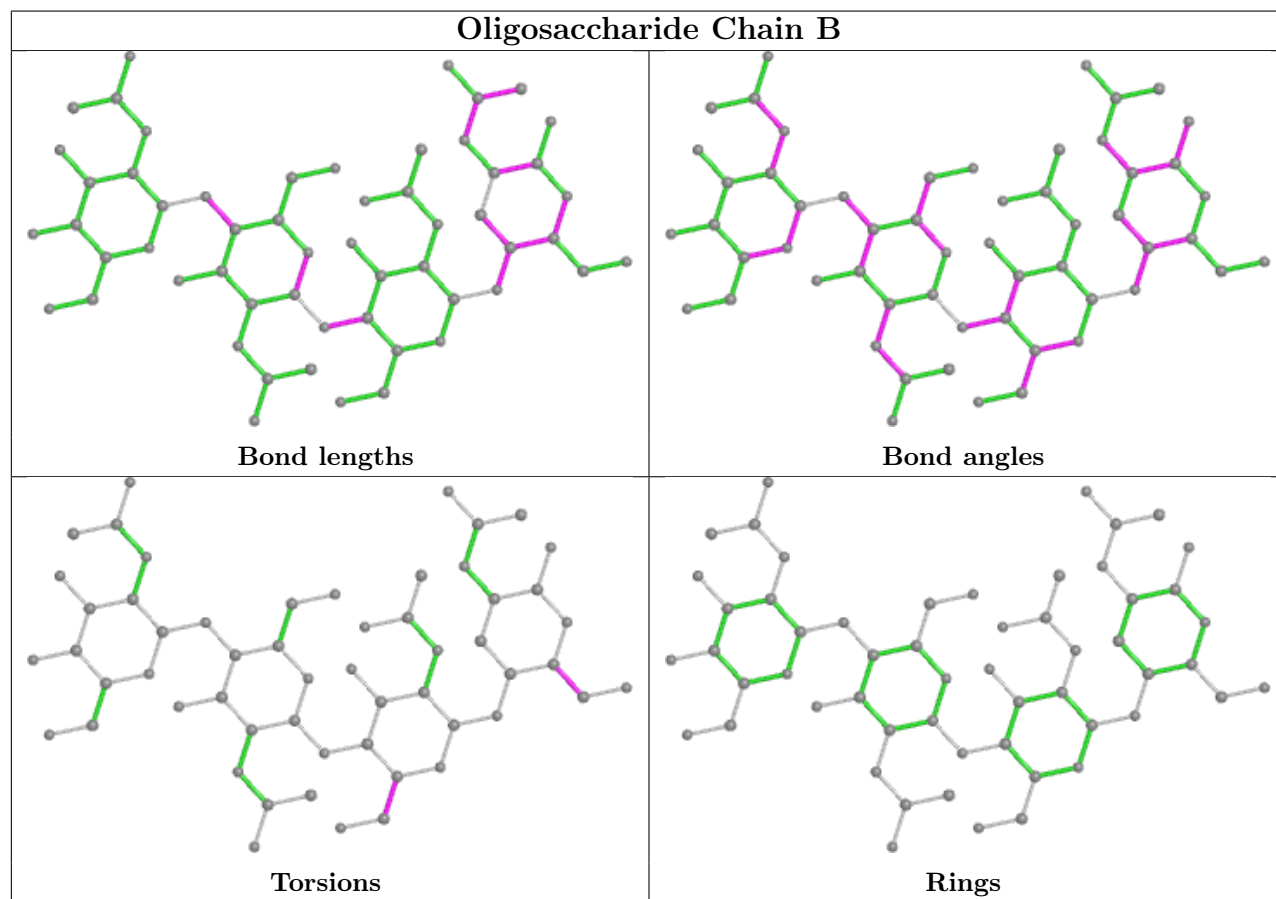 Oligosaccharide Chain B
Bond lengths
Bond angles
Torsions
Rings